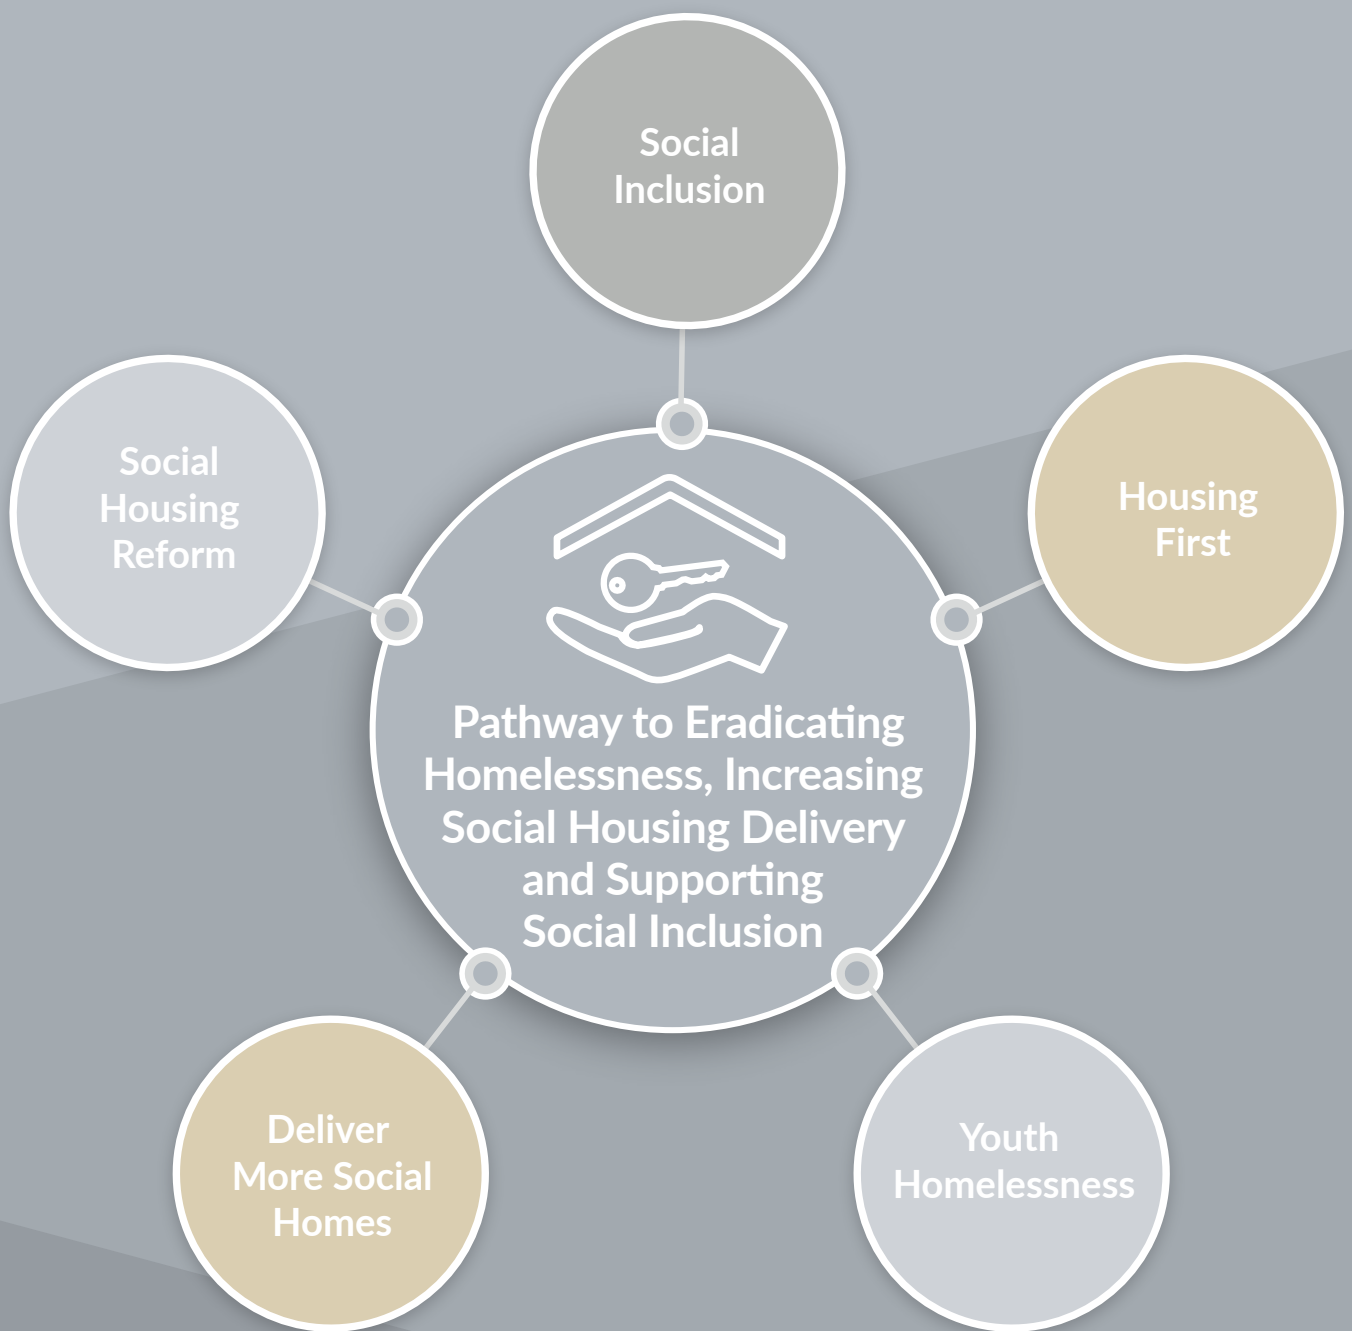 Social
Inclusion
Social
Housing
Reform
Housing
First
Pathway to Eradicating
Homelessness, Increasing
Social Housing Delivery
and Supporting
Social Inclusion
Deliver
More Social
Homes
Youth
Homelessness